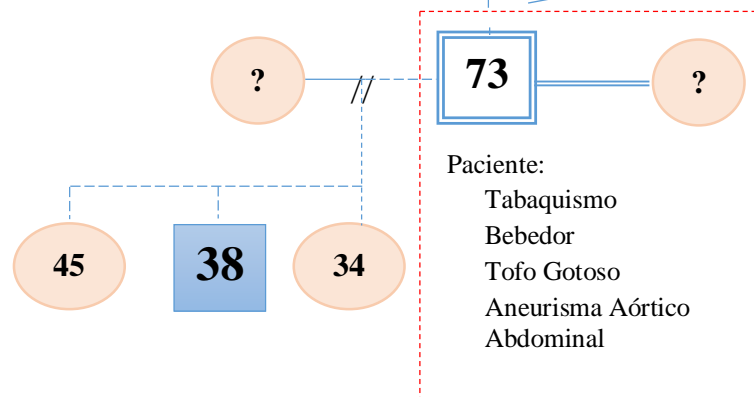 ?
73
?
Paciente:
Tabaquismo
Bebedor
Tofo Gotoso
Aneurisma Aórtico
Abdominal
45
38
34